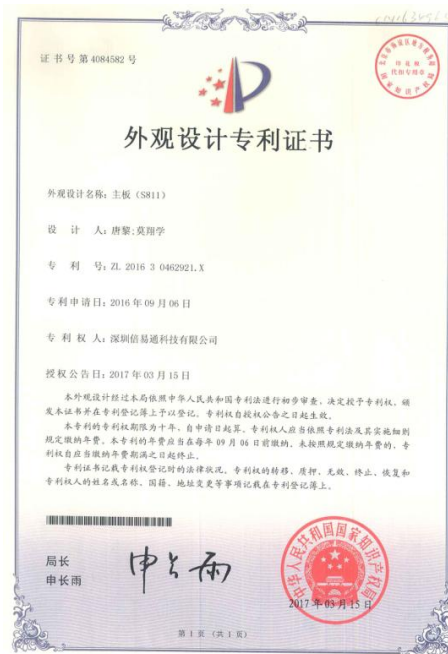 证书号第4084582号
印花税
代扣专用章
外观设计专利证书
外观设计名称：主板（S811）
设 计 人：唐黎;莫翔学
专 利 号：ZL 2016 3 0462921.X
专利申请日：2016年09月06日
专 利 权 人：深圳信易通科技有限公司
授权公告日：2017年03月15日
本外观设计经过本局依照中华人民共和国专利法进行初步审查，决定授予专利权，颁
发本证书并在专利登记簿上予以登记。专利权自授权公告之日起生效。
本专利的专利权期限为十年，自申请日起算。专利权人应当依照专利法及其实施细则
规定缴纳年费。本专利的年费应当在每年09月06日前缴纳。未按照规定缴纳年费的，专
利权自应当缴纳年费期满之日起终止。
专利证书记载专利权登记时的法律状况。专利权的转移、质押、无效、终止、恢复和
专利权人的姓名或名称、国籍、地址变更等事项记载在专利登记簿上。
局长
申长雨
申长雨
中华人民共和国国家知识产权局
2017年03月15日
第 1 页 （共 1 页）